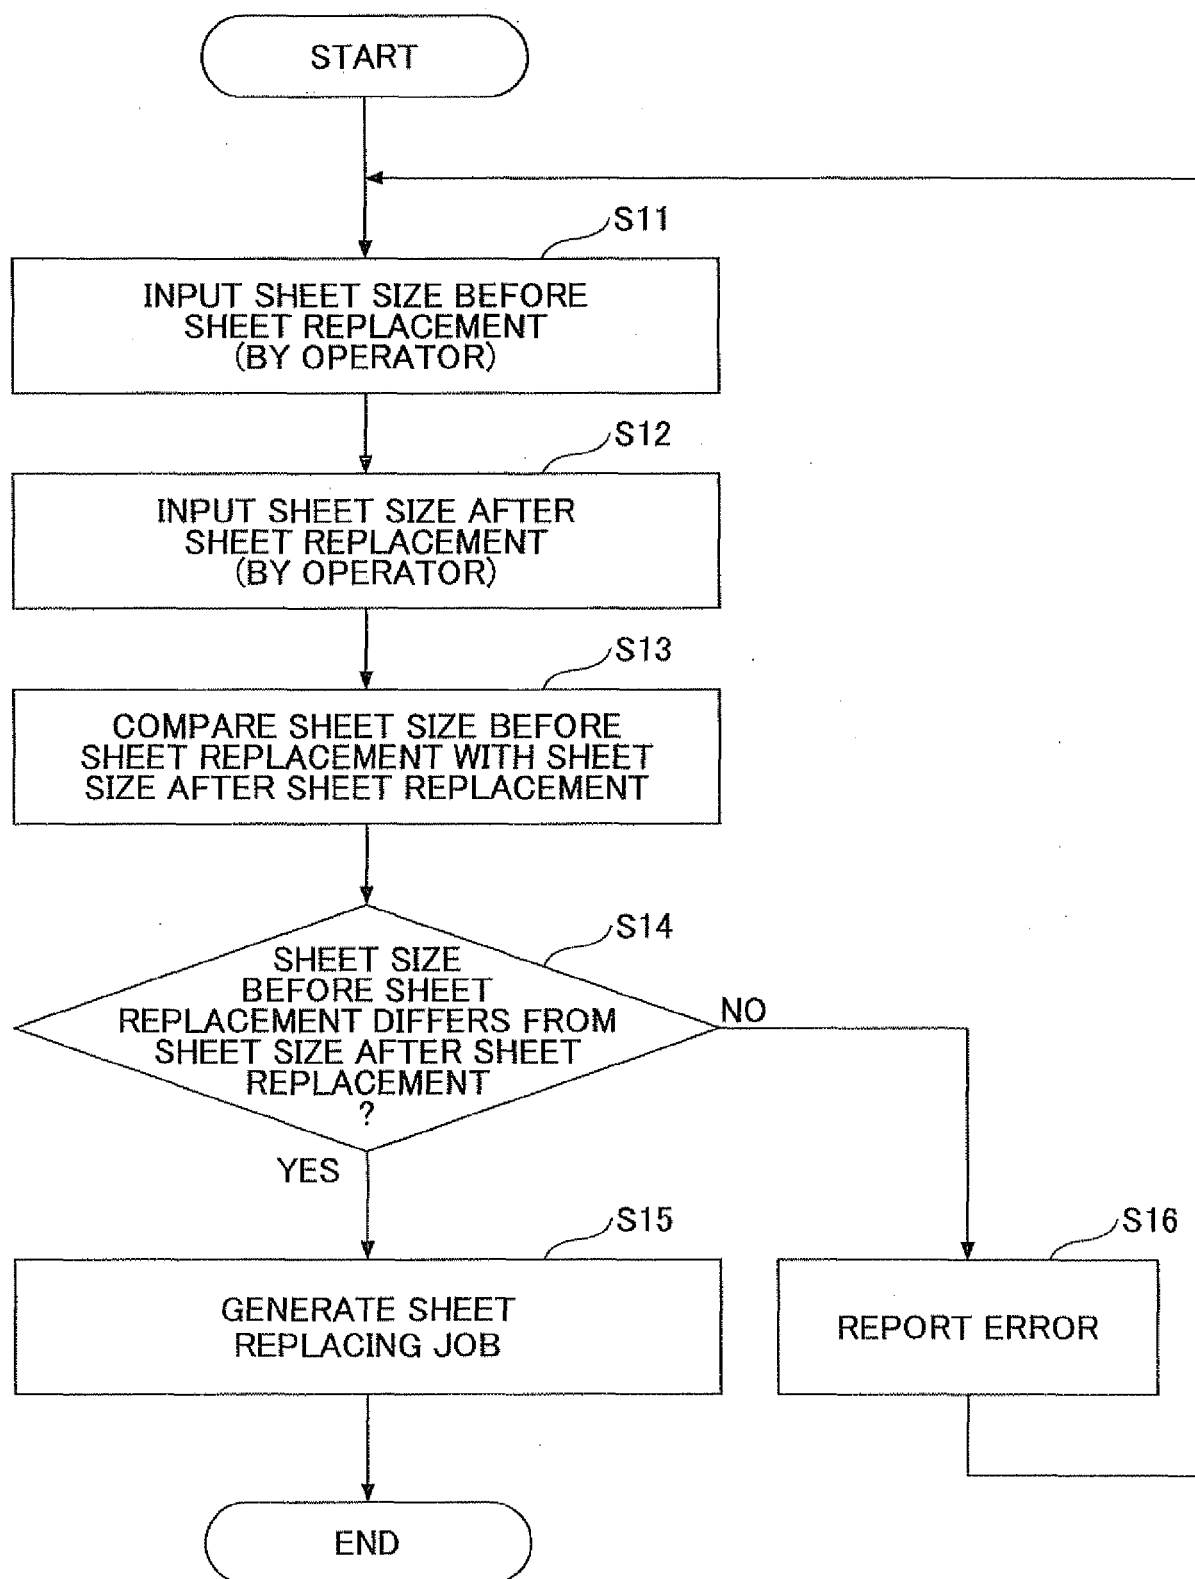 START
S11
INPUT SHEET SIZE BEFORE
SHEET REPLACEMENT
(BY OPERATOR)
S12
INPUT SHEET SIZE AFTER
SHEET REPLACEMENT
(BY OPERATOR)
S13
COMPARE SHEET SIZE BEFORE
SHEET REPLACEMENT WITH SHEET
SIZE AFTER SHEET REPLACEMENT
S14
SHEET SIZE
BEFORE SHEET
REPLACEMENT DIFFERS FROM
SHEET SIZE AFTER SHEET
REPLACEMENT
?
NO
YES
S15
GENERATE SHEET
REPLACING JOB
S16
REPORT ERROR
END